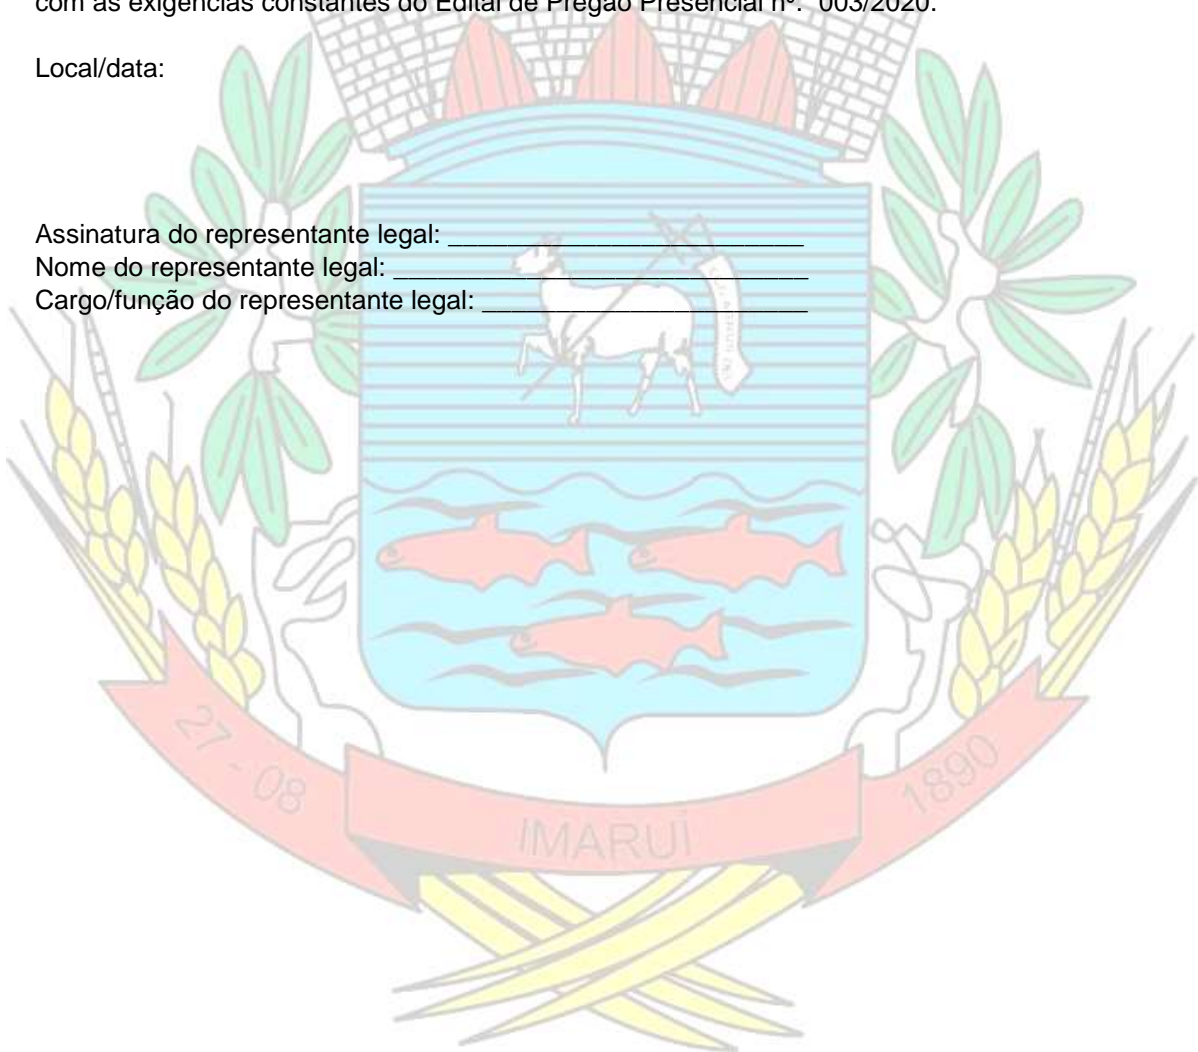 com as exigências constantes do Edital de Pregão Presencial nº. 003/2020.
Local/data:
Assinatura do representante legal: ________________________
Nome do representante legal: ____________________________
Cargo/função do representante legal: ______________________
27 - 08
IMARUÍ
1890